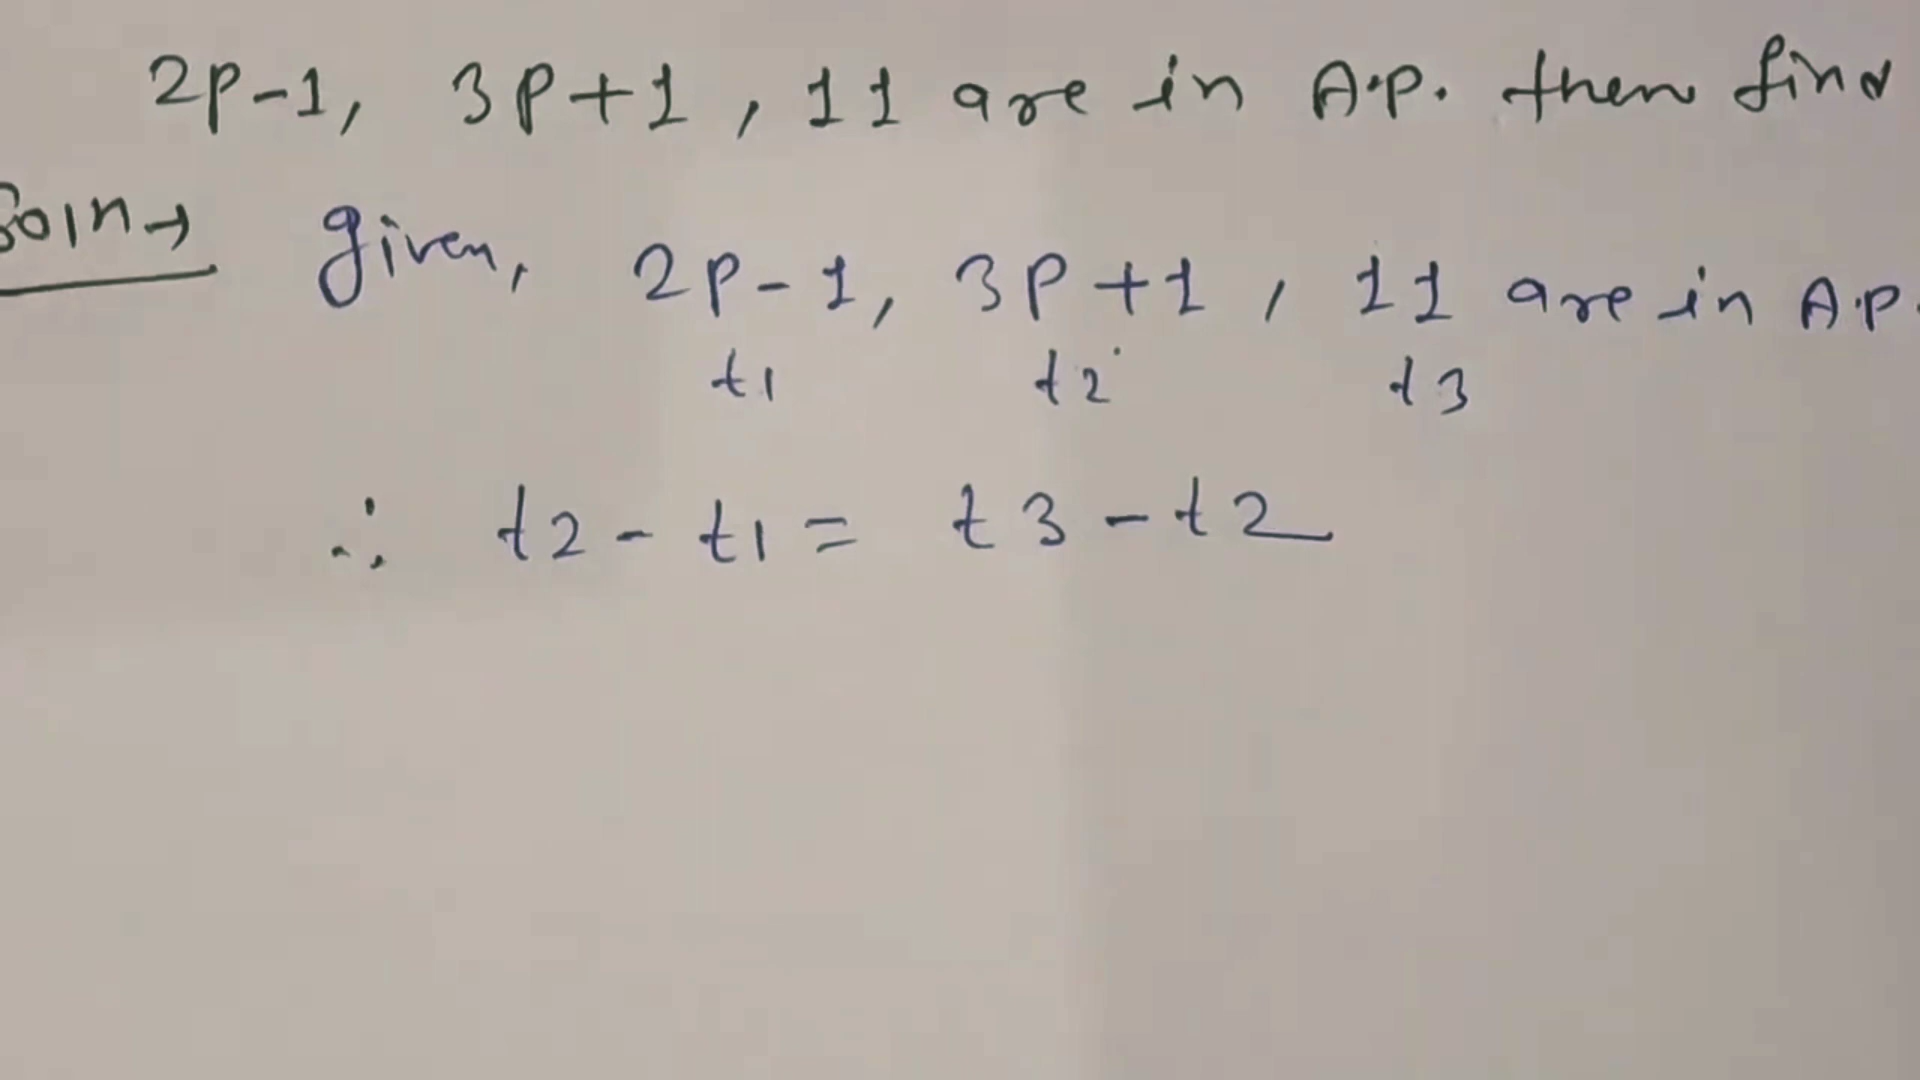 2p-1, 3p+1, 11 are in A.P. then find
Soln→ given, 2p-1, 3p+1, 11 are in A.P.
t1 t2 t3
∴ t2 - t1 = t3 - t2